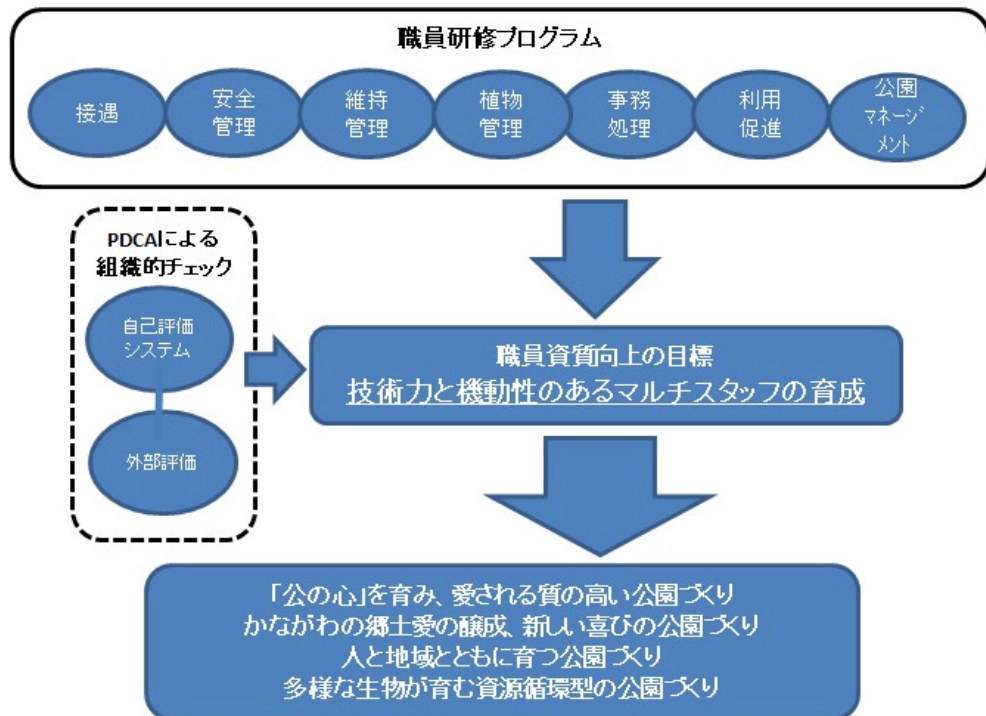 職員研修プログラム
接遇
安全
管理
維持
管理
植物
管理
事務
処理
利用
促進
公園
マネージ
メント
PDCAによる
組織的チェック
自己評価
システム
外部評価
職員資質向上の目標
技術力と機動性のあるマルチスタッフの育成
「公の心」を育み、愛される質の高い公園づくり
かながわの郷土愛の醸成、新しい喜びの公園づくり
人と地域とともに育つ公園づくり
多様な生物が育む資源循環型の公園づくり